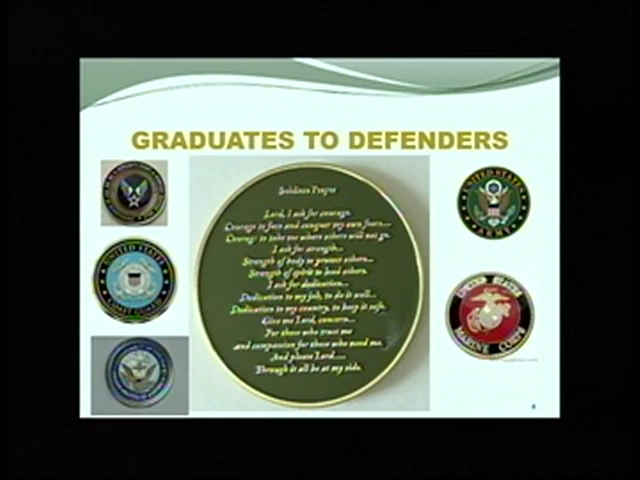 GRADUATES TO DEFENDERS
Soldiers Prayer
Lord, I ask for courage.
Courage to face and conquer my own fears...
Courage to take me where others will not go.
I ask for strength...
Strength of body to protect others...
Strength of spirit to lead others.
I ask for dedication...
Dedication to my job, to do it well...
Dedication to my country, to keep it safe.
Give me Lord, concern...
For those who trust me
and compassion for those who need me.
And please Lord....
Through it all be at my side.
UNITED STATES
COAST GUARD
UNITED STATES
ARMY
UNITED STATES
MARINE CORPS
4